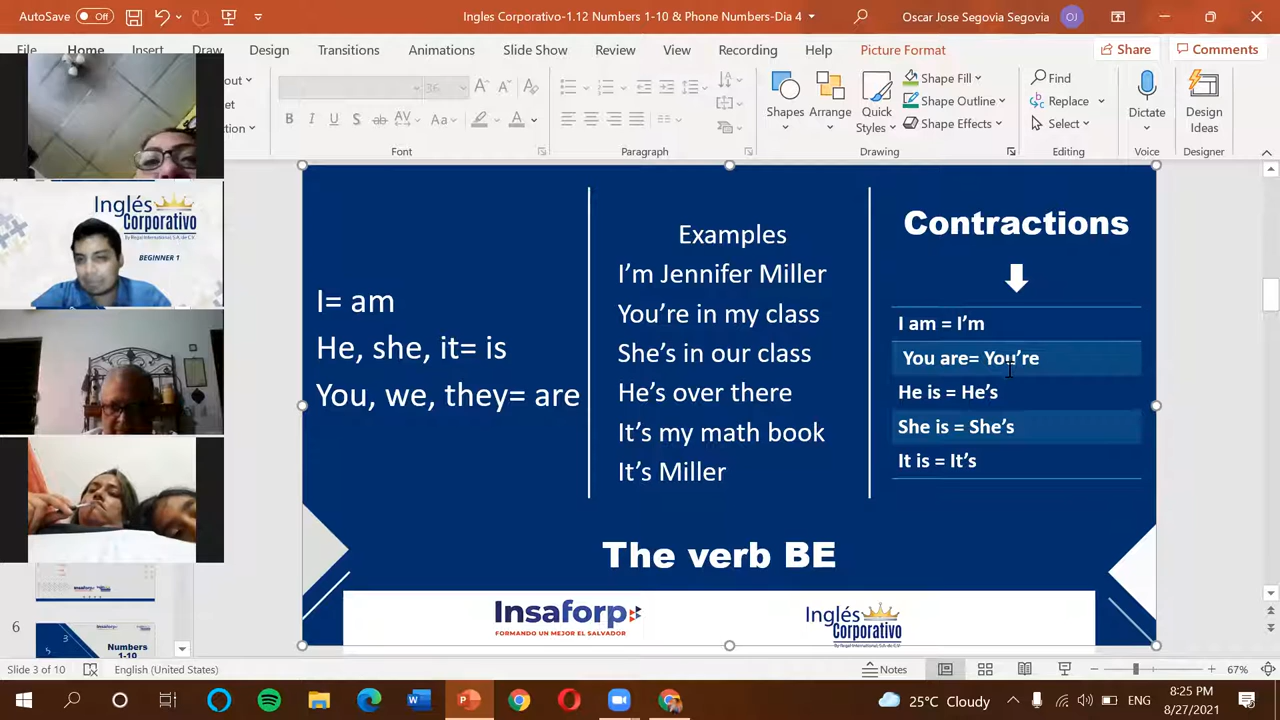 AutoSave Off
Ingles Corporativo-1.12 Numbers 1-10 & Phone Numbers-Dia 4
Oscar Jose Segovia Segovia OJ
File Home Insert Draw Design Transitions Animations Slide Show Review View Recording Help Picture Format Share Comments
Shapes
Arrange
Quick Styles
Shape Fill
Shape Outline
Shape Effects
Find
Replace
Select
Dictate
Design Ideas
Font
Paragraph
Drawing
Editing
Voice
Designer
Inglés
Corporativo
By Regal International, S.A. de C.V.
BEGINNER 1
I= am
He, she, it= is
You, we, they= are
Examples
I’m Jennifer Miller
You’re in my class
She’s in our class
He’s over there
It’s my math book
It’s Miller
Contractions
I am = I’m
You are= You’re
He is = He’s
She is = She’s
It is = It’s
The verb BE
Insaforp
FORMANDO UN MEJOR EL SALVADOR
Inglés
Corporativo
6
Numbers
1-10
Slide 3 of 10
English (United States)
Notes
67%
25°C Cloudy
ENG
8:25 PM
8/27/2021